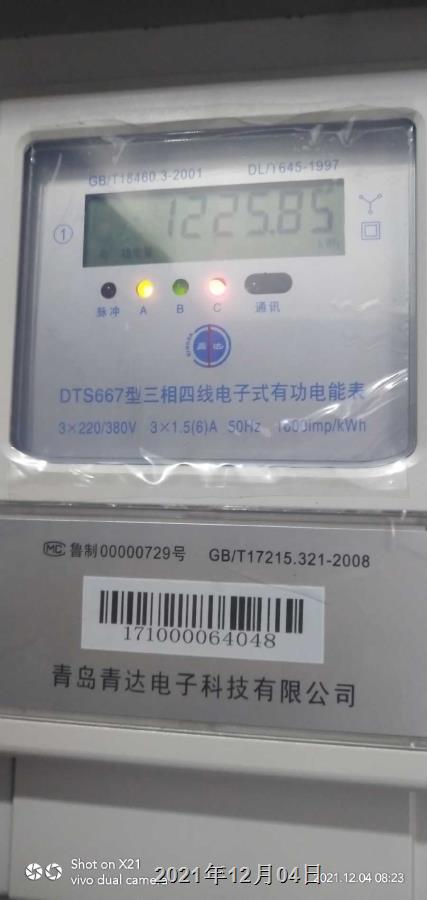 GB/T18460.3-2001 DL/T645-1997
1225.85
kWh
①
脉冲 A B C 通讯
DTS667型三相四线电子式有功电能表
3×220/380V 3×1.5(6)A 50Hz 1600imp/kWh
MC 鲁制00000729号 GB/T17215.321-2008
171000064048
青岛青达电子科技有限公司
Shot on X21
vivo dual camera
2021年12月04日
2021.12.04 08:23